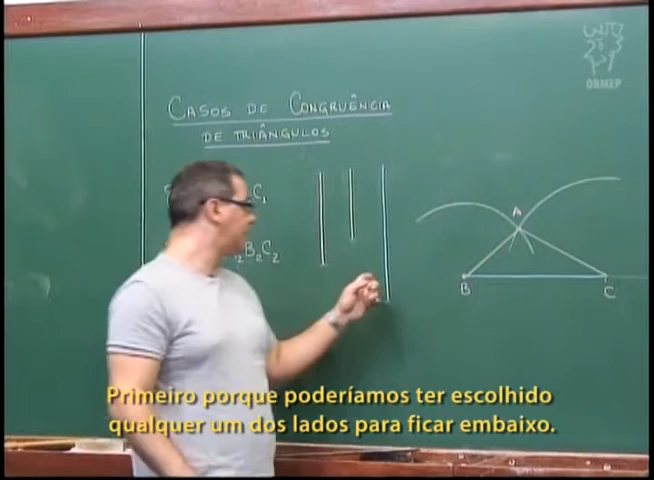 OBMEP
CASOS DE CONGRUÊNCIA
DE TRIÂNGULOS
C₁
₂B₂C₂
A
B
C
Primeiro porque poderíamos ter escolhido
qualquer um dos lados para ficar embaixo.